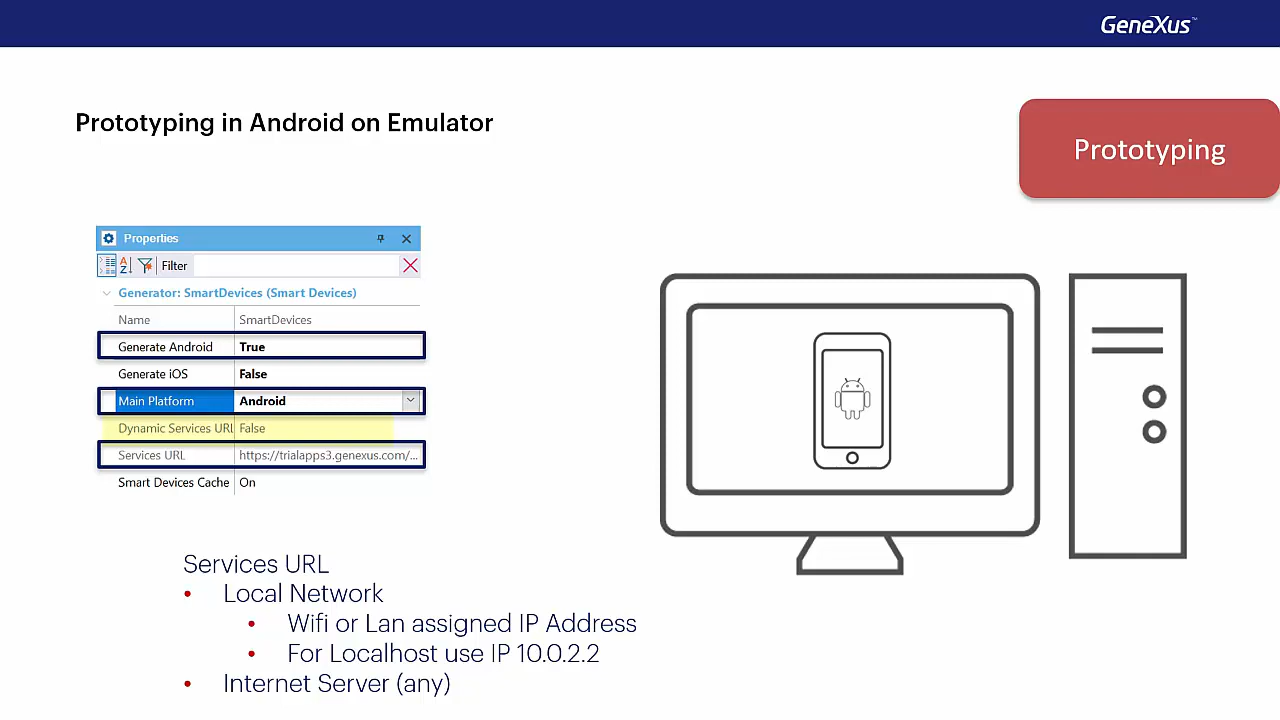 GeneXus™
Prototyping in Android on Emulator
Prototyping
Properties
Filter
Generator: SmartDevices (Smart Devices)
Name SmartDevices
Generate Android True
Generate iOS False
Main Platform Android
Dynamic Services URL False
Services URL https://trialapps3.genexus.com/...
Smart Devices Cache On
Services URL
• Local Network
• Wifi or Lan assigned IP Address
• For Localhost use IP 10.0.2.2
• Internet Server (any)